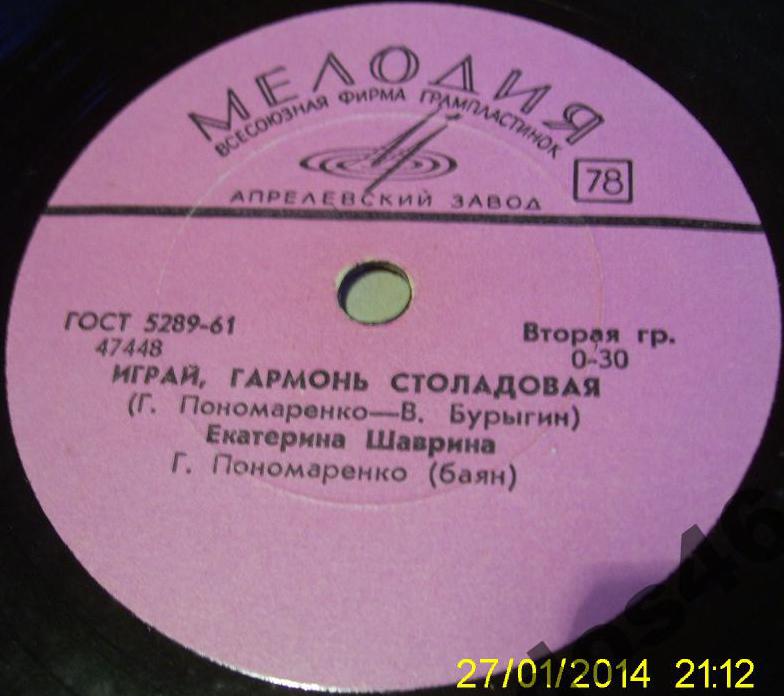 МЕЛОДИЯ
ВСЕСОЮЗНАЯ ФИРМА ГРАМПЛАСТИНОК
78
АПРЕЛЕВСКИЙ ЗАВОД
ГОСТ 5289-61
Вторая гр.
47448
0-30
ИГРАЙ, ГАРМОНЬ СТОЛАДОВАЯ
(Г. Пономаренко—В. Бурыгин)
Екатерина Шаврина
Г. Пономаренко (баян)
27/01/2014 21:12